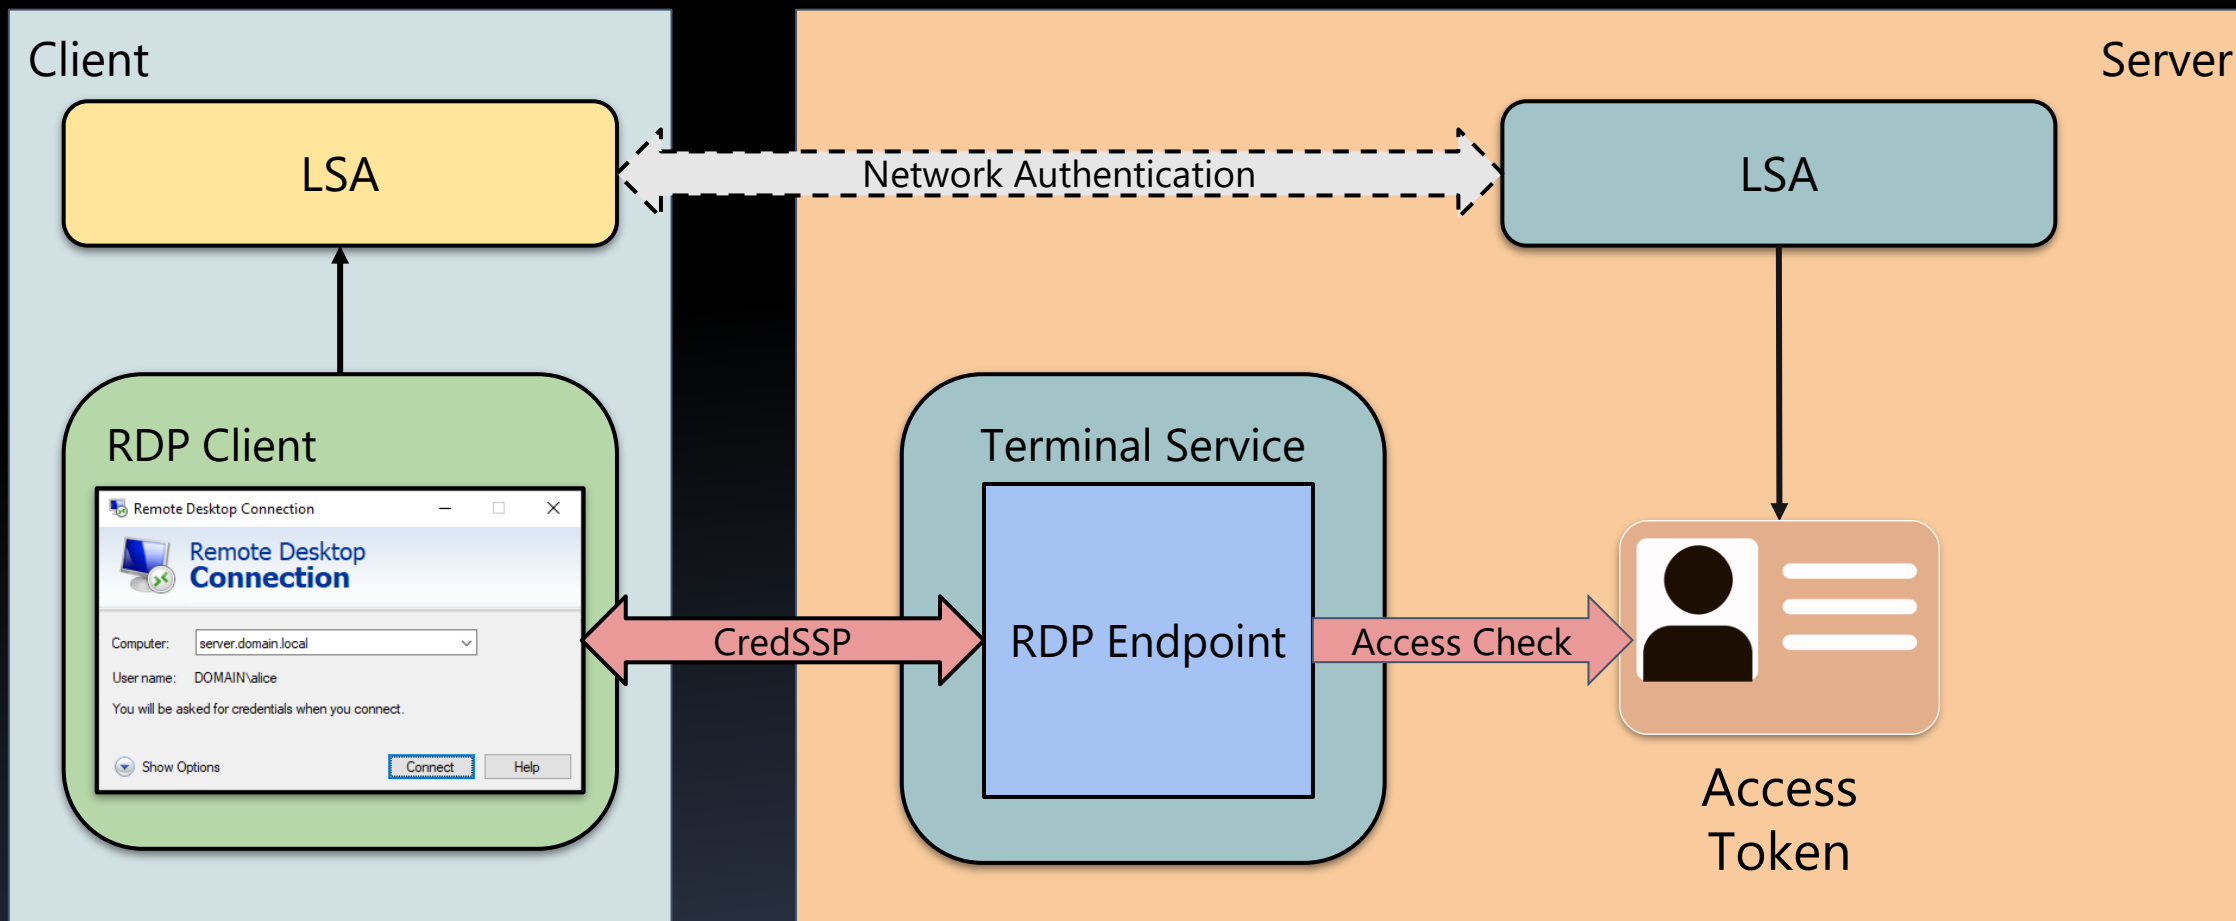 Client
Server
LSA
Network Authentication
LSA
RDP Client
Terminal Service
Remote Desktop Connection
Remote Desktop
Connection
Computer: server.domain.local
User name: DOMAIN\alice
You will be asked for credentials when you connect.
Show Options Connect Help
CredSSP
RDP Endpoint
Access Check
Access
Token